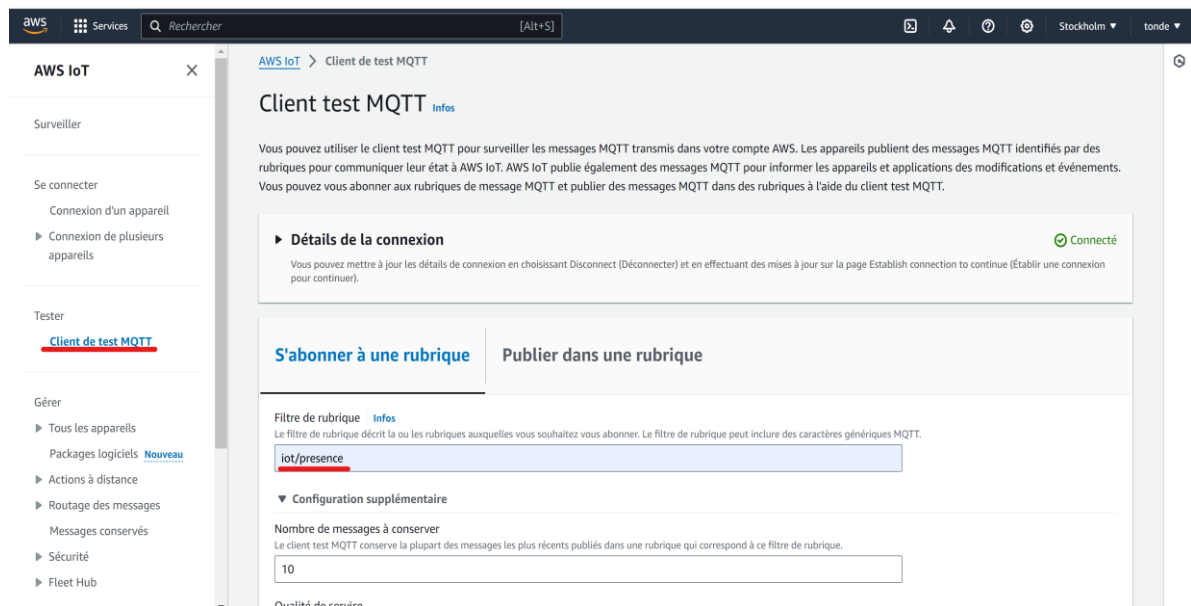 aws Services Rechercher [Alt+S] Stockholm ▼ tonde ▼
AWS IoT
Surveiller
Se connecter
Connexion d'un appareil
Connexion de plusieurs
appareils
Tester
Client de test MQTT
Gérer
Tous les appareils
Packages logiciels Nouveau
Actions à distance
Routage des messages
Messages conservés
Sécurité
Fleet Hub
AWS IoT > Client de test MQTT
Client test MQTT Infos
Vous pouvez utiliser le client test MQTT pour surveiller les messages MQTT transmis dans votre compte AWS. Les appareils publient des messages MQTT identifiés par des
rubriques pour communiquer leur état à AWS IoT. AWS IoT publie également des messages MQTT pour informer les appareils et applications des modifications et événements.
Vous pouvez vous abonner aux rubriques de message MQTT et publier des messages MQTT dans des rubriques à l'aide du client test MQTT.
Détails de la connexion Connecté
Vous pouvez mettre à jour les détails de connexion en choisissant Disconnect (Déconnecter) et en effectuant des mises à jour sur la page Establish connection to continue (Établir une connexion
pour continuer).
S'abonner à une rubrique Publier dans une rubrique
Filtre de rubrique Infos
Le filtre de rubrique décrit la ou les rubriques auxquelles vous souhaitez vous abonner. Le filtre de rubrique peut inclure des caractères génériques MQTT.
iot/presence
Configuration supplémentaire
Nombre de messages à conserver
Le client test MQTT conserve la plupart des messages les plus récents publiés dans une rubrique qui correspond à ce filtre de rubrique.
10
Qualité de service